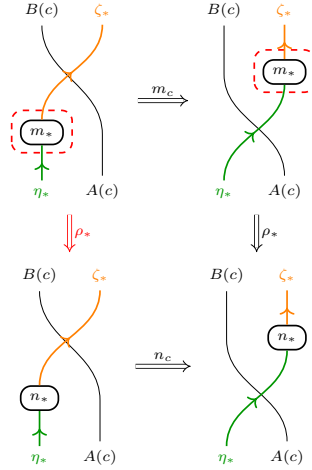 B(c) ζ* B(c) ζ*
m_c
m* m*
η* A(c) η* A(c)
ρ* ρ*
B(c) ζ* B(c) ζ*
n_c
n* n*
η* A(c) η* A(c)